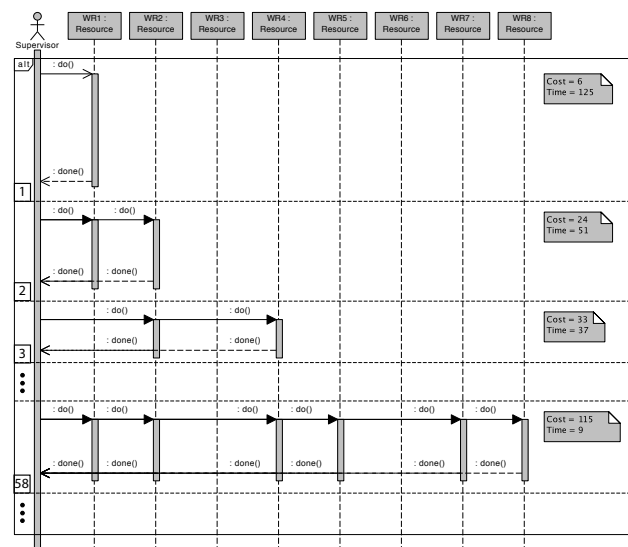 WR1 : WR2 : WR3 : WR4 : WR5 : WR6 : WR7 : WR8 :
Resource Resource Resource Resource Resource Resource Resource Resource
Supervisor
alt
: do()
Cost = 6
Time = 125
: done()
1
: do() : do()
Cost = 24
Time = 51
: done() : done()
2
: do() : do()
Cost = 33
Time = 37
: done() : done()
3
: do() : do() : do() : do() : do() : do()
Cost = 115
Time = 9
: done() : done() : done() : done() : done() : done()
58